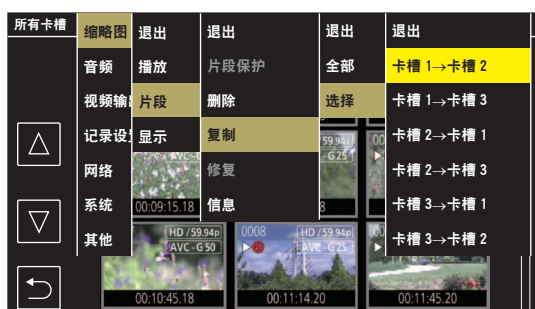 所有卡槽
缩略图
音频
视频输
记录设
网络
系统
其他
退出
播放
片段
显示
退出
片段保护
删除
复制
修复
信息
退出
全部
选择
退出
卡槽 1→卡槽 2
卡槽 1→卡槽 3
卡槽 2→卡槽 1
卡槽 2→卡槽 3
卡槽 3→卡槽 1
卡槽 3→卡槽 2
00:09:15.18
HD /59.94p
AVC-G 50
00:10:45.18
0008
HD /59.94p
AVC-G25
00:11:14.20
00:11:45.20